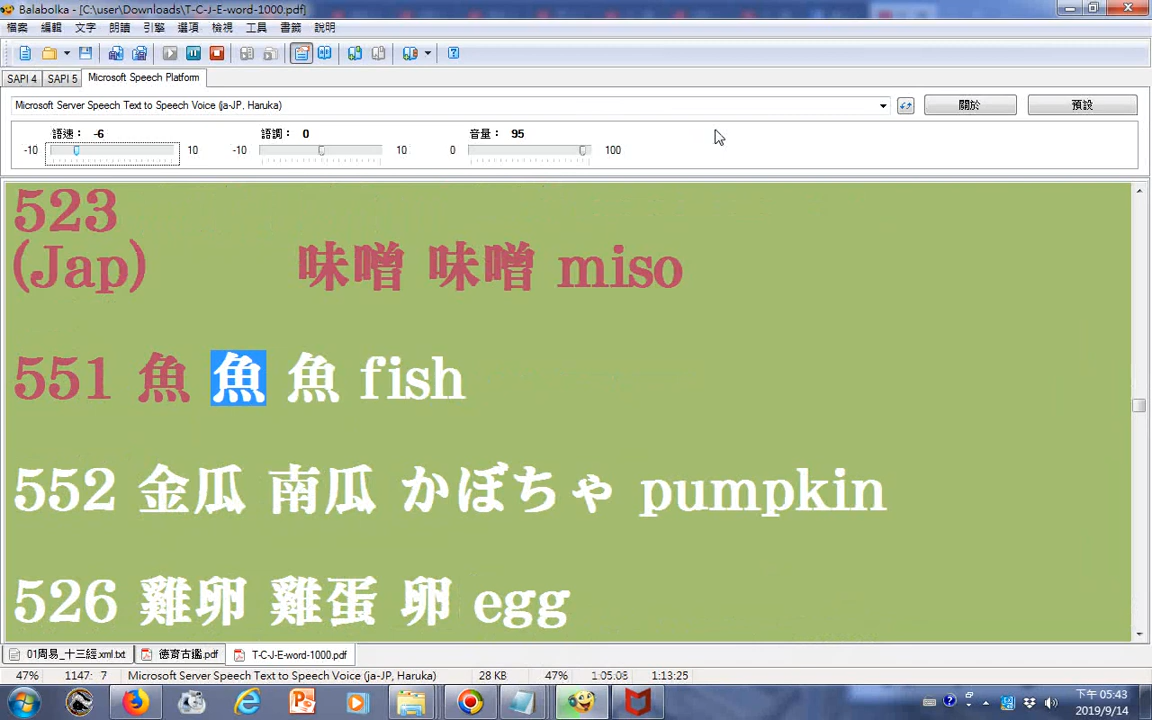 Balabolka - [C:\user\Downloads\T-C-J-E-word-1000.pdf]
檔案 編輯 文字 朗讀 引擎 選項 檢視 工具 書籤 說明
SAPI 4 SAPI 5 Microsoft Speech Platform
Microsoft Server Speech Text to Speech Voice (ja-JP, Haruka) 關於 預設
語速： -6 語調： 0 音量： 95
-10 10 -10 10 0 100
523
(Jap) 味噌 味噌 miso
551 魚 魚 魚 fish
552 金瓜 南瓜 かぼちゃ pumpkin
526 雞卵 雞蛋 卵 egg
01周易_十三經.xml.txt 德育古鑑.pdf T-C-J-E-word-1000.pdf
47% 1147: 7 Microsoft Server Speech Text to Speech Voice (ja-JP, Haruka) 28 KB 47% 1:05:08 1:13:25
下午 05:43
2019/9/14